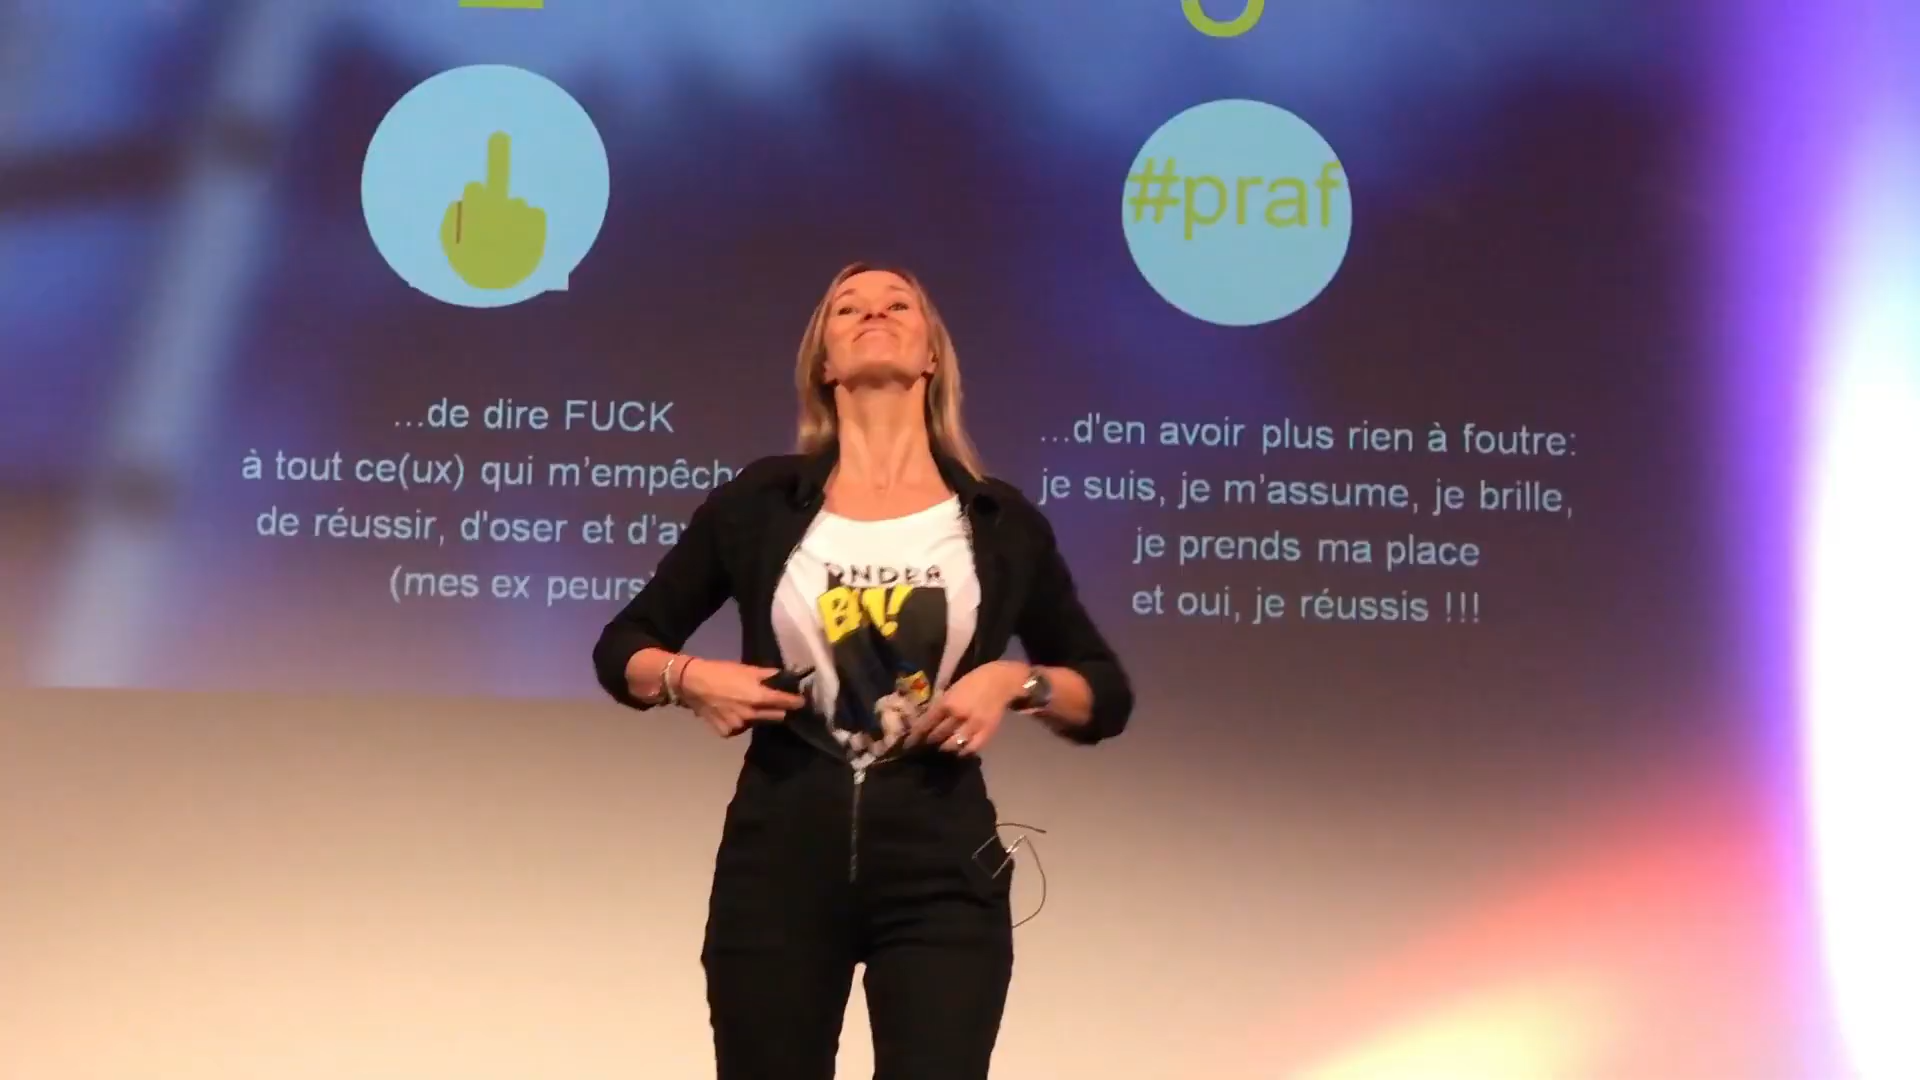 #praf
...de dire FUCK
à tout ce(ux) qui m'empêch
de réussir, d'oser et d'a
(mes ex peurs
...d'en avoir plus rien à foutre:
je suis, je m'assume, je brille,
je prends ma place
et oui, je réussis !!!
ONDER